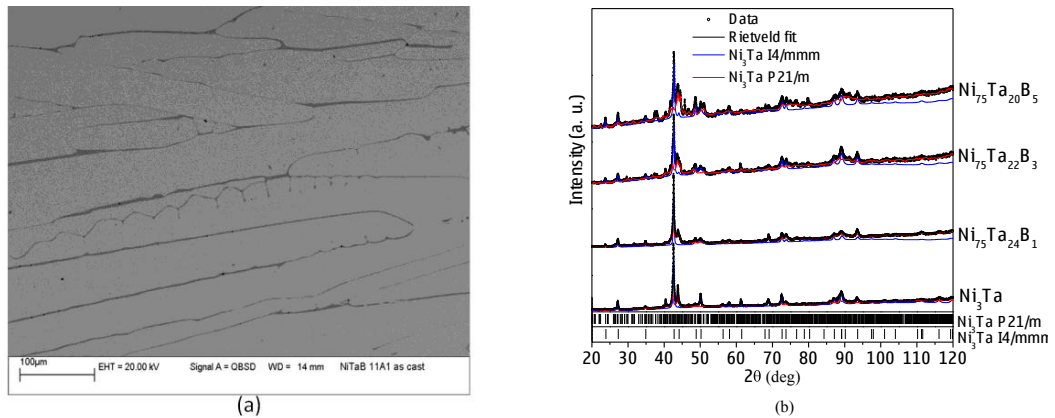 100µm
EHT = 20.00 kV Signal A = QBSD WD = 14 mm NiTaB 11A1 as cast
(a)
Data
Rietveld fit
Ni3Ta I4/mmm
Ni3Ta P21/m
Intensity (a. u.)
Ni75Ta20B5
Ni75Ta22B3
Ni75Ta24B1
Ni3Ta
Ni3Ta P21/m
Ni3Ta I4/mmm
20 30 40 50 60 70 80 90 100 110 120
2θ (deg)
(b)